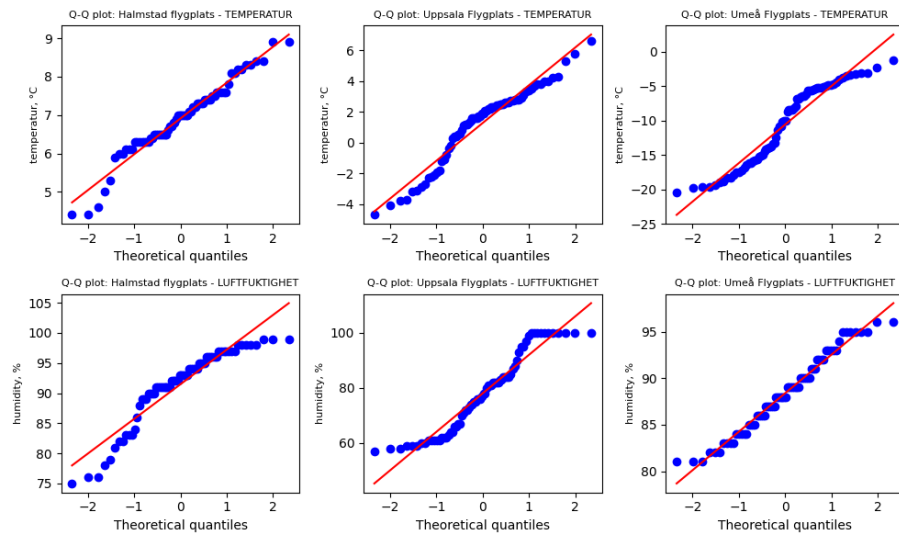 Q-Q plot: Halmstad flygplats - TEMPERATUR
9
8
7
6
5
temperatur, °C
−2 −1 0 1 2
Theoretical quantiles
Q-Q plot: Uppsala Flygplats - TEMPERATUR
6
4
2
0
−2
−4
temperatur, °C
−2 −1 0 1 2
Theoretical quantiles
Q-Q plot: Umeå Flygplats - TEMPERATUR
0
−5
−10
−15
−20
−25
temperatur, °C
−2 −1 0 1 2
Theoretical quantiles
Q-Q plot: Halmstad flygplats - LUFTFUKTIGHET
105
100
95
90
85
80
75
humidity, %
−2 −1 0 1 2
Theoretical quantiles
Q-Q plot: Uppsala Flygplats - LUFTFUKTIGHET
100
80
60
humidity, %
−2 −1 0 1 2
Theoretical quantiles
Q-Q plot: Umeå Flygplats - LUFTFUKTIGHET
95
90
85
80
humidity, %
−2 −1 0 1 2
Theoretical quantiles